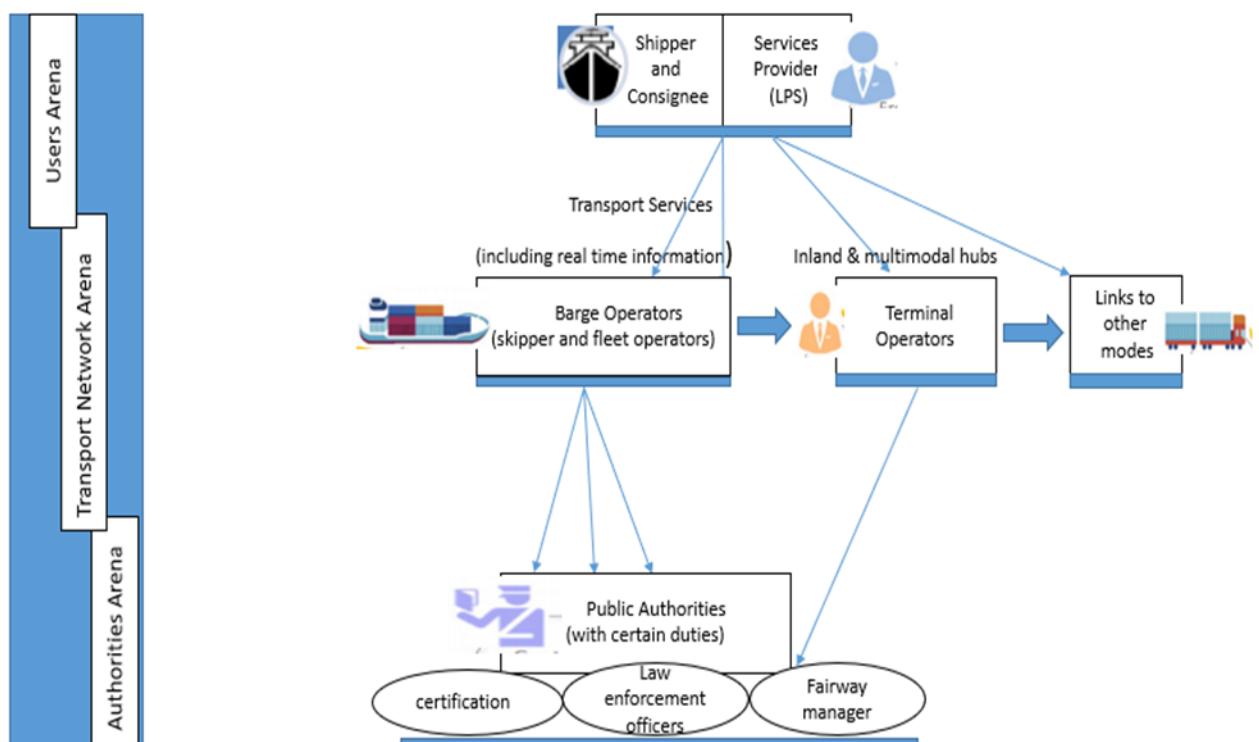 Users Arena
Transport Network Arena
Authorities Arena
Shipper
and
Consignee
Services
Provider
(LPS)
Transport Services
(including real time information)
Inland & multimodal hubs
Barge Operators
(skipper and fleet operators)
Terminal
Operators
Links to
other
modes
Public Authorities
(with certain duties)
certification
Law
enforcement
officers
Fairway
manager